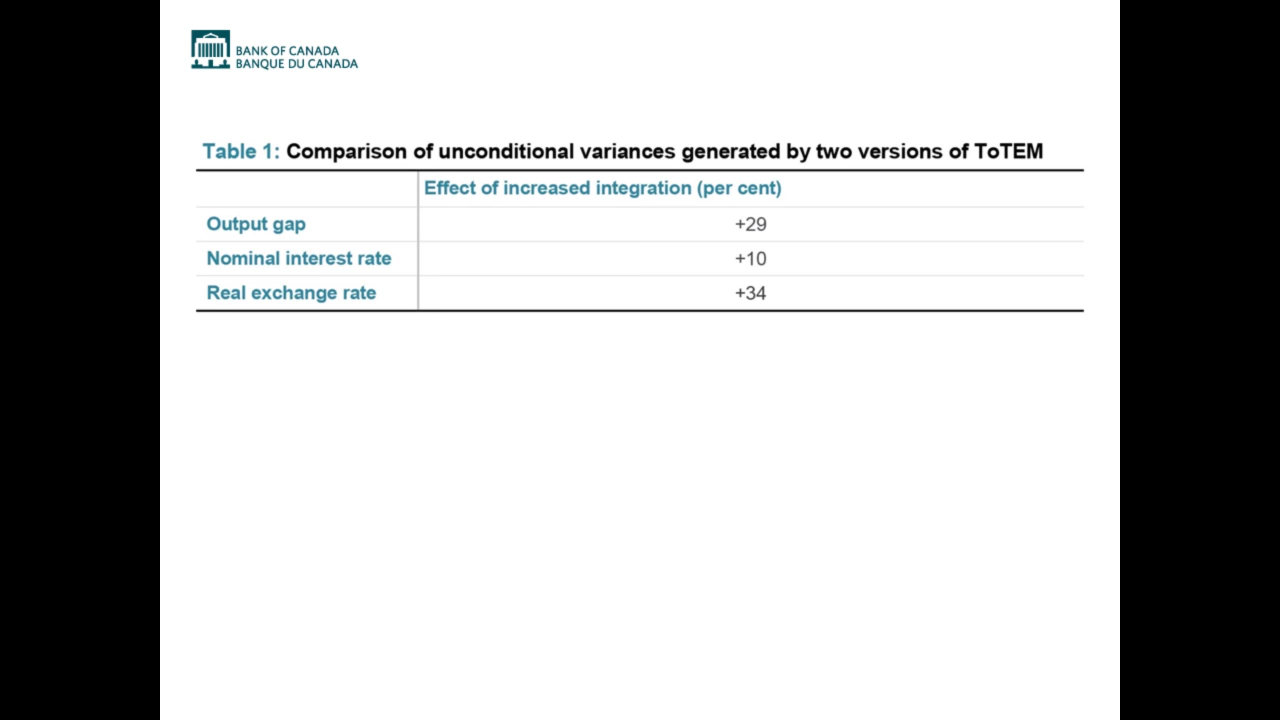 BANK OF CANADA
BANQUE DU CANADA
Table 1: Comparison of unconditional variances generated by two versions of ToTEM
Effect of increased integration (per cent)
Output gap +29
Nominal interest rate +10
Real exchange rate +34